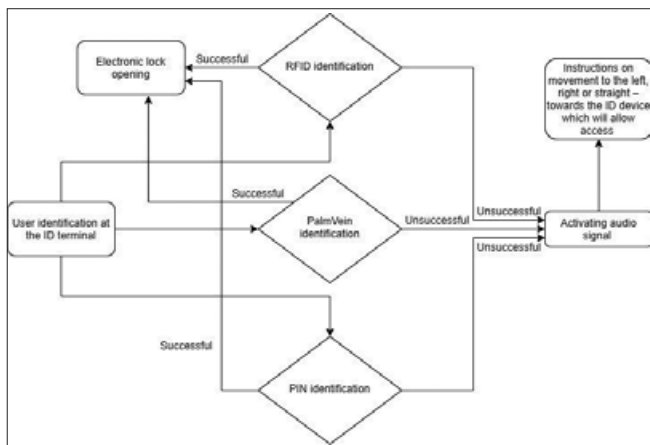 Electronic lock
opening
Successful
RFID identification
Instructions on
movement to the left,
right or straight –
towards the ID device
which will allow
access
User identification at
the ID terminal
Successful
PalmVein
identification
Unsuccessful
Unsuccessful
Unsuccessful
Activating audio
signal
Successful
PIN identification